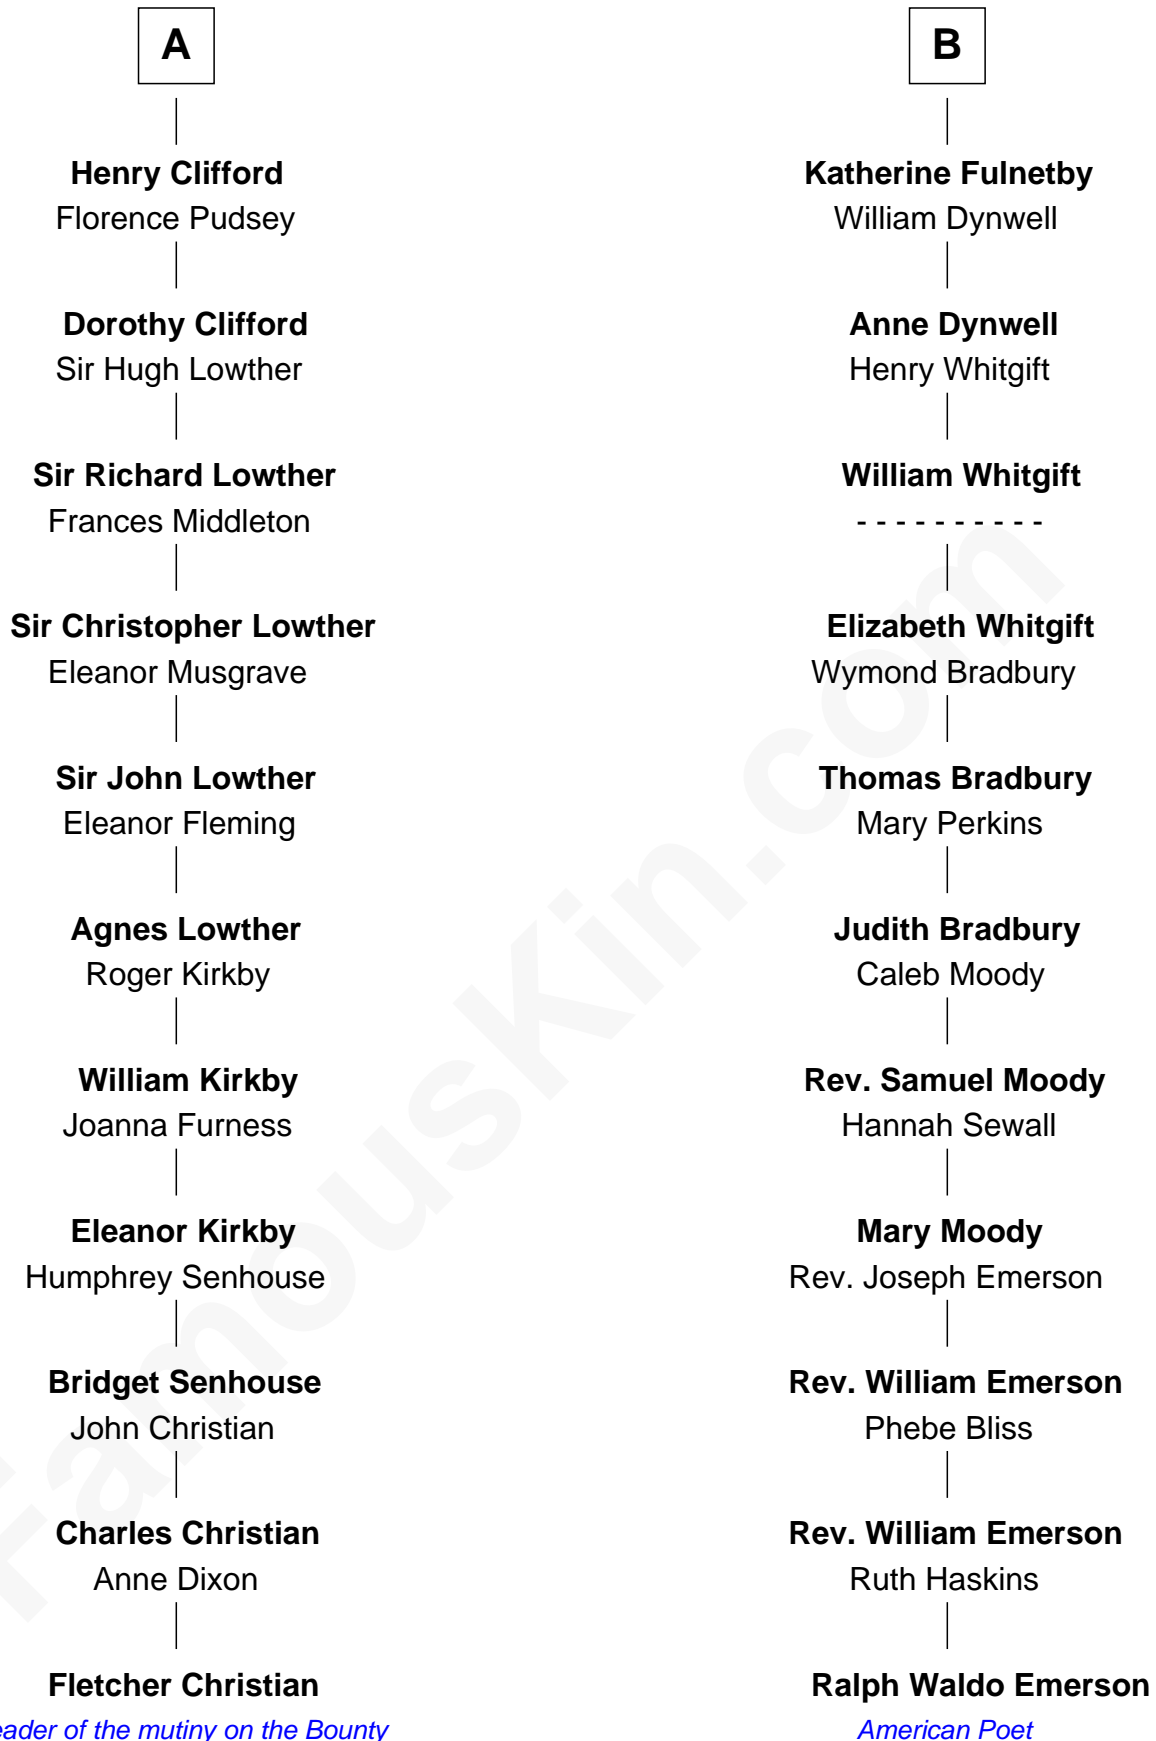 A
Henry Clifford
Florence Pudsey
Dorothy Clifford
Sir Hugh Lowther
Sir Richard Lowther
Frances Middleton
Sir Christopher Lowther
Eleanor Musgrave
Sir John Lowther
Eleanor Fleming
Agnes Lowther
Roger Kirkby
William Kirkby
Joanna Furness
Eleanor Kirkby
Humphrey Senhouse
Bridget Senhouse
John Christian
Charles Christian
Anne Dixon
Fletcher Christian
eader of the mutiny on the Bounty
B
Katherine Fulnetby
William Dynwell
Anne Dynwell
Henry Whitgift
William Whitgift
- - - - - - - - - -
Elizabeth Whitgift
Wymond Bradbury
Thomas Bradbury
Mary Perkins
Judith Bradbury
Caleb Moody
Rev. Samuel Moody
Hannah Sewall
Mary Moody
Rev. Joseph Emerson
Rev. William Emerson
Phebe Bliss
Rev. William Emerson
Ruth Haskins
Ralph Waldo Emerson
American Poet
FamousKin.com